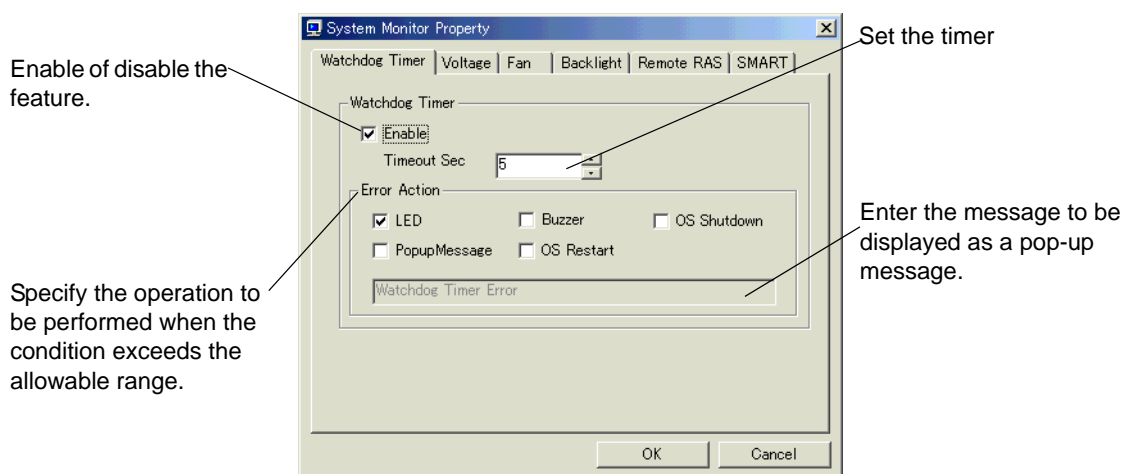 System Monitor Property
Set the timer
Watchdog Timer Voltage Fan Backlight Remote RAS SMART
Enable of disable the
feature.
Watchdog Timer
Enable
Timeout Sec 5
Error Action
LED Buzzer OS Shutdown
PopupMessage OS Restart
Watchdog Timer Error
Enter the message to be
displayed as a pop-up
message.
Specify the operation to
be performed when the
condition exceeds the
allowable range.
OK Cancel